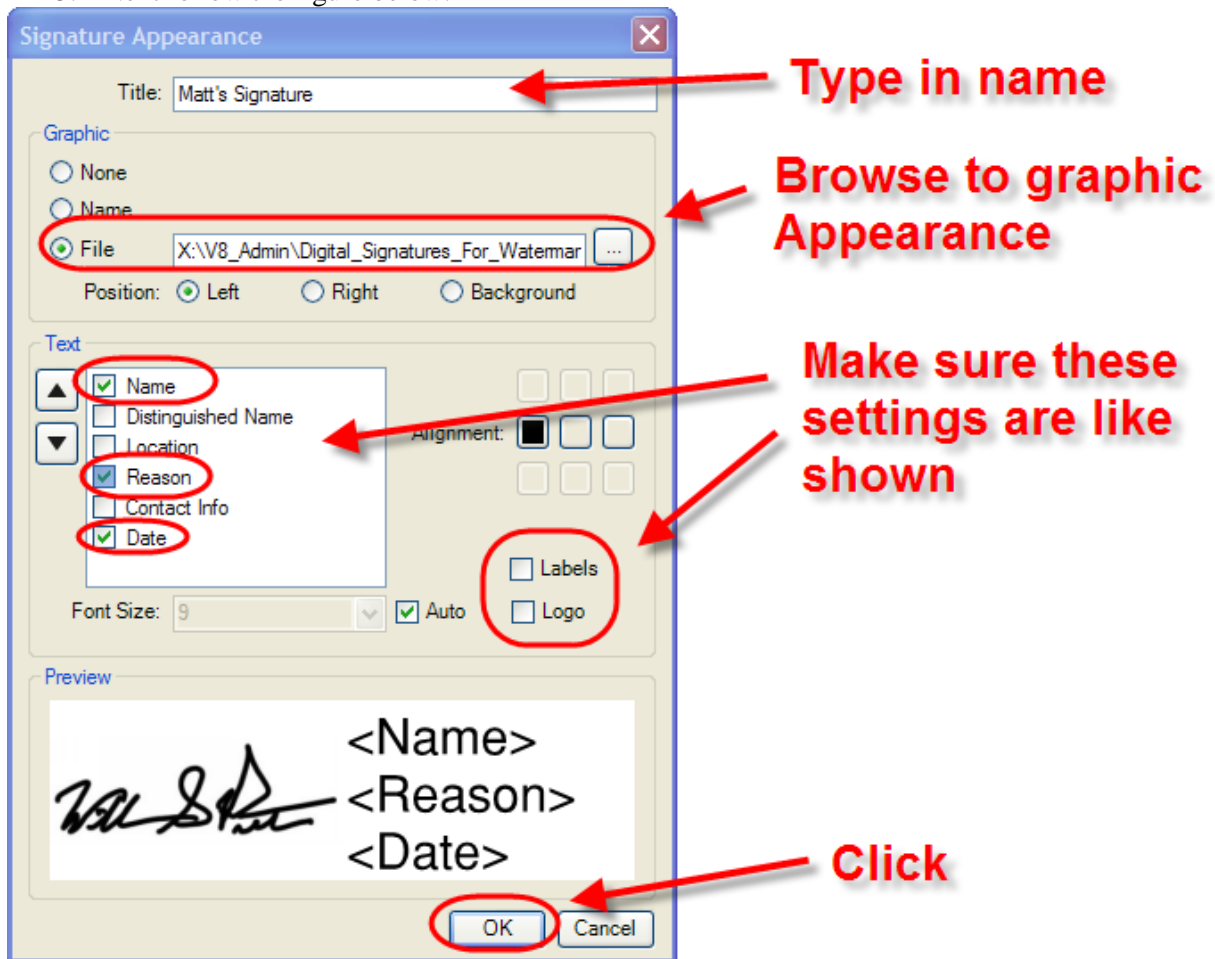 Signature Appearance
Title: Matt's Signature
Type in name
Graphic
None
Name
File X:\V8_Admin\Digital_Signatures_For_Watermar ...
Browse to graphic
Appearance
Position: Left Right Background
Text
Name
Distinguished Name
Location
Reason
Contact Info
Date
Alignment:
Make sure these
settings are like
shown
Labels
Font Size: 9 Auto Logo
Preview
<Name>
<Reason>
<Date>
Click
OK Cancel